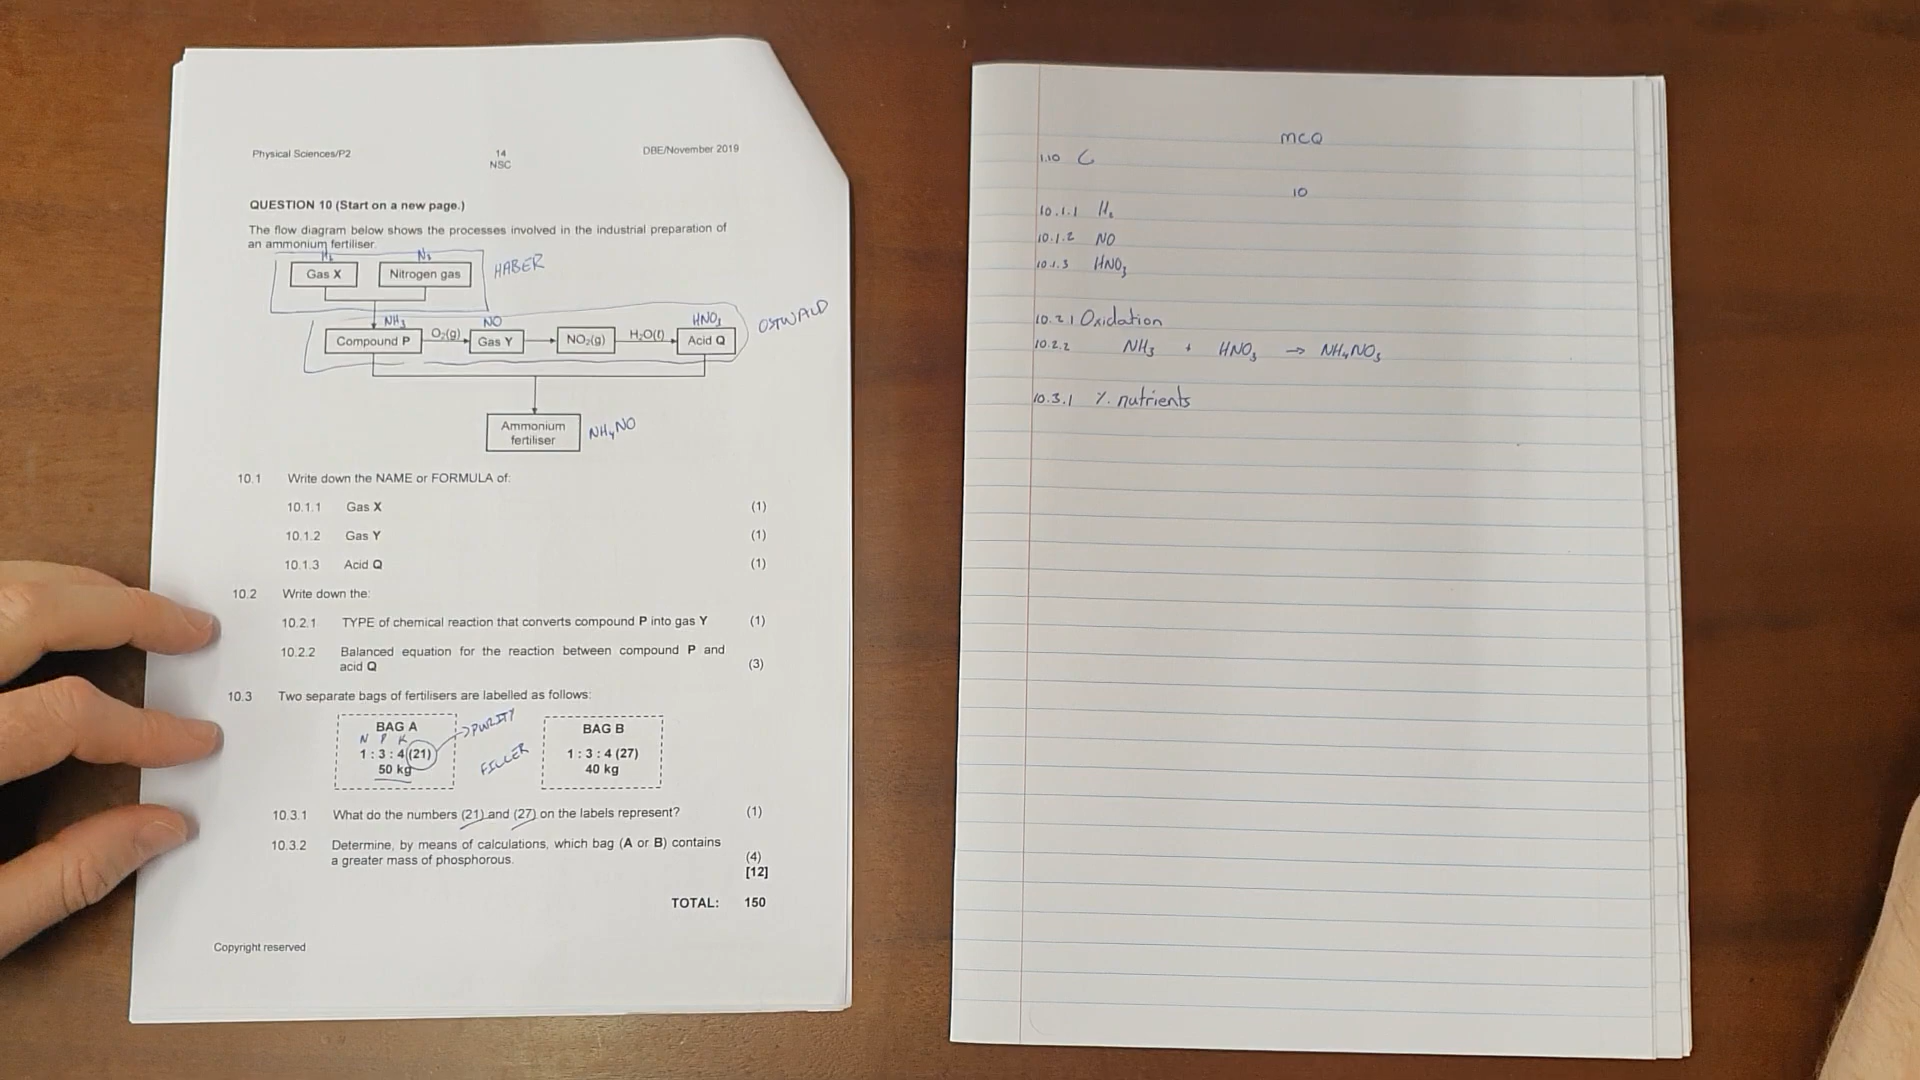 Physical Sciences/P2
14
NSC
DBE/November 2019
QUESTION 10 (Start on a new page.)
The flow diagram below shows the processes involved in the industrial preparation of
an ammonium fertiliser.
H₂ N₂
Gas X Nitrogen gas HABER
NH₃ NO HNO₃ OSTWALD
Compound P O₂(g) Gas Y NO₂(g) H₂O(ℓ) Acid Q
Ammonium
fertiliser NH₄NO
10.1 Write down the NAME or FORMULA of:
10.1.1 Gas X (1)
10.1.2 Gas Y (1)
10.1.3 Acid Q (1)
10.2 Write down the:
10.2.1 TYPE of chemical reaction that converts compound P into gas Y (1)
10.2.2 Balanced equation for the reaction between compound P and
acid Q (3)
10.3 Two separate bags of fertilisers are labelled as follows:
BAG A
N P K
1 : 3 : 4 (21)
50 kg
PURITY
FILLER
BAG B
1 : 3 : 4 (27)
40 kg
10.3.1 What do the numbers (21) and (27) on the labels represent? (1)
10.3.2 Determine, by means of calculations, which bag (A or B) contains
a greater mass of phosphorous. (4)
[12]
TOTAL: 150
Copyright reserved
MCQ
1.10 C
10
10.1.1 H₂
10.1.2 NO
10.1.3 HNO₃
10.2.1 Oxidation
10.2.2 NH₃ + HNO₃ → NH₄NO₃
10.3.1 % nutrients